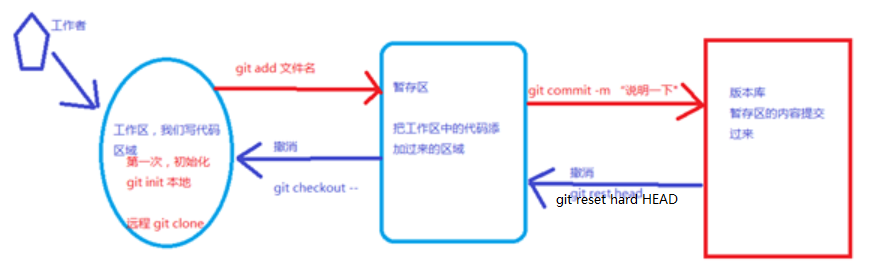 工作者
git add 文件名
工作区，我们写代码
区域
第一次，初始化
git init 本地
远程 git clone
撤消
git checkout --
暂存区
把工作区中的代码添
加过来的区域
git commit -m “说明一下"
撤消
git rest head
git reset hard HEAD
版本库
暂存区的内容提交
过来